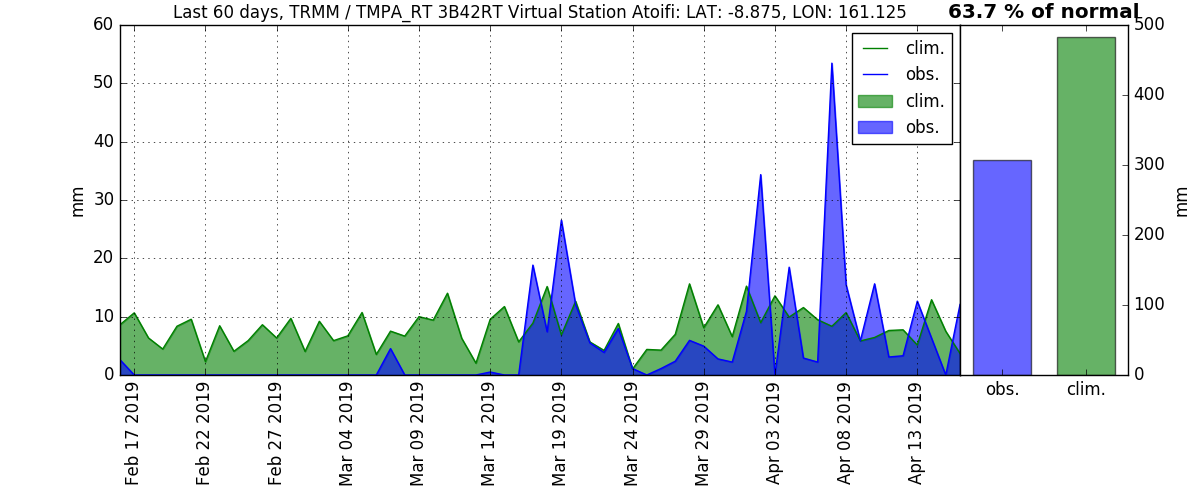 Last 60 days, TRMM / TMPA_RT 3B42RT Virtual Station Atoifi: LAT: -8.875, LON: 161.125
63.7 % of normal
60
50
40
30
20
10
0
mm
clim.
obs.
clim.
obs.
500
400
300
200
100
0
mm
obs.
clim.
Feb 17 2019
Feb 22 2019
Feb 27 2019
Mar 04 2019
Mar 09 2019
Mar 14 2019
Mar 19 2019
Mar 24 2019
Mar 29 2019
Apr 03 2019
Apr 08 2019
Apr 13 2019